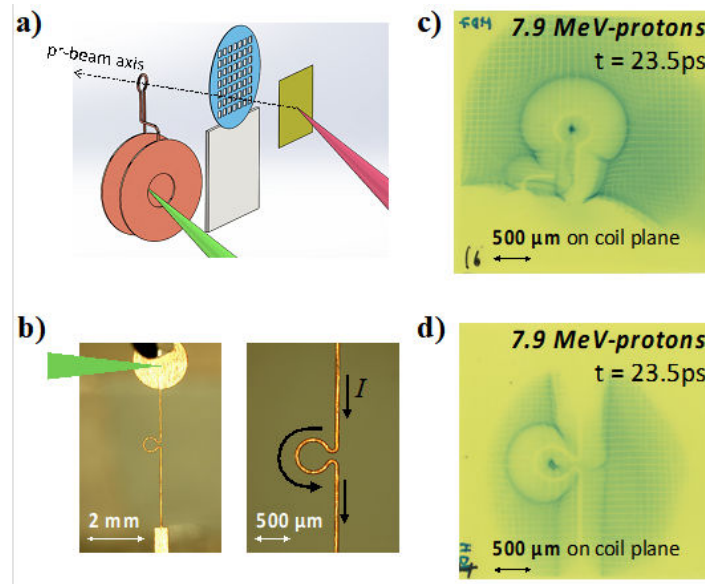 a)
p⁺-beam axis
b)
2 mm
I
500 µm
c)
7.9 MeV-protons
t = 23.5ps
500 µm on coil plane
16
d)
7.9 MeV-protons
t = 23.5ps
500 µm on coil plane